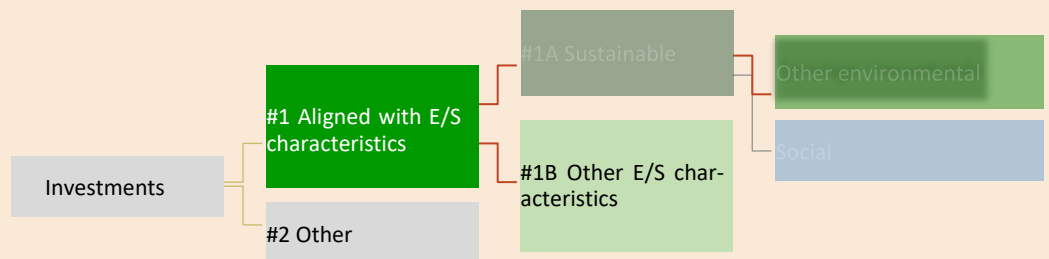 #1A Sustainable
Other environmental
#1 Aligned with E/S
characteristics
Social
#1B Other E/S char-
acteristics
Investments
#2 Other